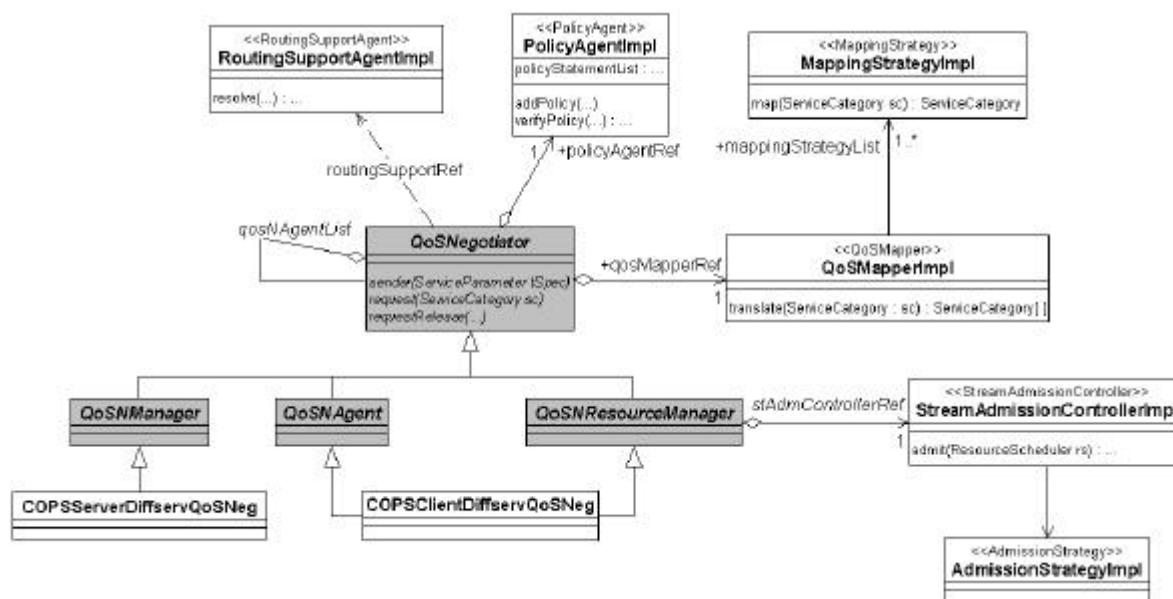 <<RoutingSupportAgent>>
RoutingSupportAgentImpl
resolve(...) : ...
<<PolicyAgent>>
PolicyAgentImpl
policyStatementList : ...
addPolicy(...)
verifyPolicy(...) : ...
<<MappingStrategy>>
MappingStrategyImpl
map(ServiceCategory sc) : ServiceCategory
+mappingStrategyList
1..*
1
+policyAgentRef
routingSupportRef
qosNAgentList
QoSNegotiator
sender(ServiceParameter tSpec)
request(ServiceCategory sc)
requestRelease(...)
+qosMapperRef
1
<<QoSMapper>>
QoSMapperImpl
translate(ServiceCategory : sc) : ServiceCategory[ ]
QoSNManager
QoSNAgent
QoSNResourceManager
stAdmControllerRef
1
<<StreamAdmissionController>>
StreamAdmissionControllerImpl
admit(ResourceScheduler rs) : ...
COPSServerDiffservQoSNeg
COPSClientDiffservQoSNeg
<<AdmissionStrategy>>
AdmissionStrategyImpl